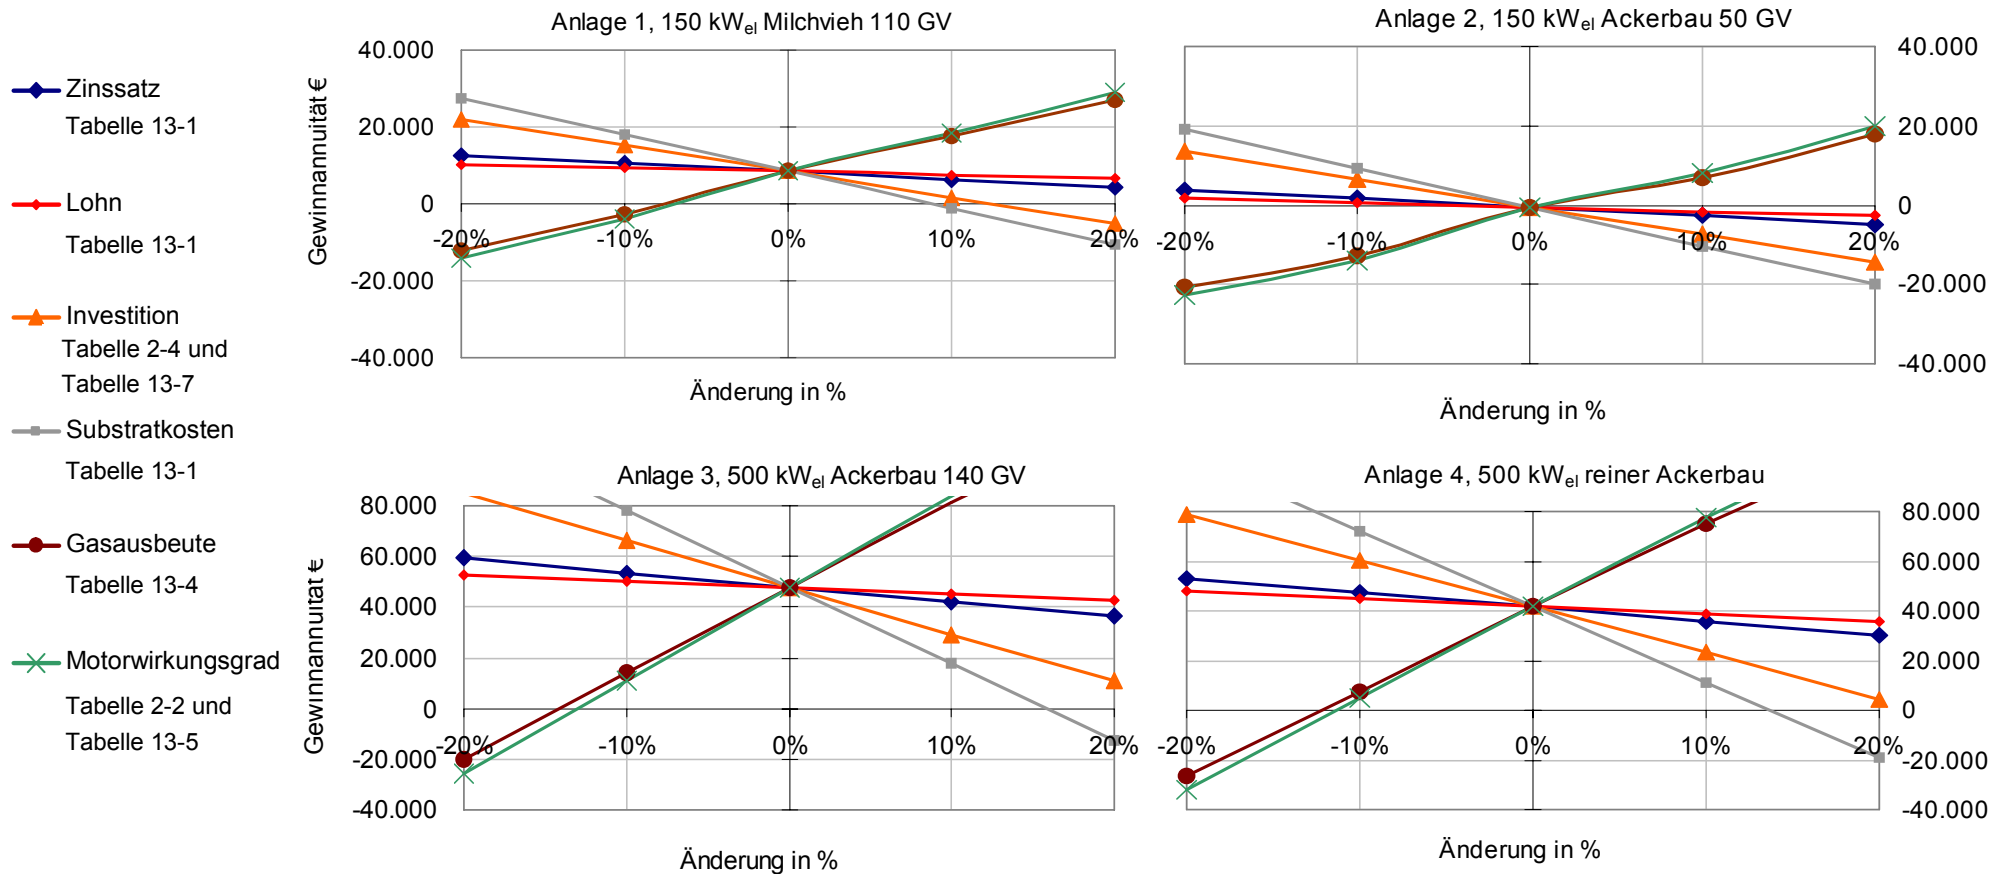 Zinssatz
Tabelle 13-1
Lohn
Tabelle 13-1
Investition
Tabelle 2-4 und
Tabelle 13-7
Substratkosten
Tabelle 13-1
Gasausbeute
Tabelle 13-4
Motorwirkungsgrad
Tabelle 2-2 und
Tabelle 13-5
Anlage 1, 150 kWel Milchvieh 110 GV
Gewinnannuität €
40.000
20.000
0
-20.000
-40.000
-20% -10% 0% 10% 20%
Änderung in %
Anlage 2, 150 kWel Ackerbau 50 GV
40.000
20.000
0
-20.000
-40.000
-20% -10% 0% 10% 20%
Änderung in %
Anlage 3, 500 kWel Ackerbau 140 GV
Gewinnannuität €
80.000
60.000
40.000
20.000
0
-20.000
-40.000
-20% -10% 0% 10% 20%
Änderung in %
Anlage 4, 500 kWel reiner Ackerbau
80.000
60.000
40.000
20.000
0
-20.000
-40.000
-20% -10% 0% 10% 20%
Änderung in %